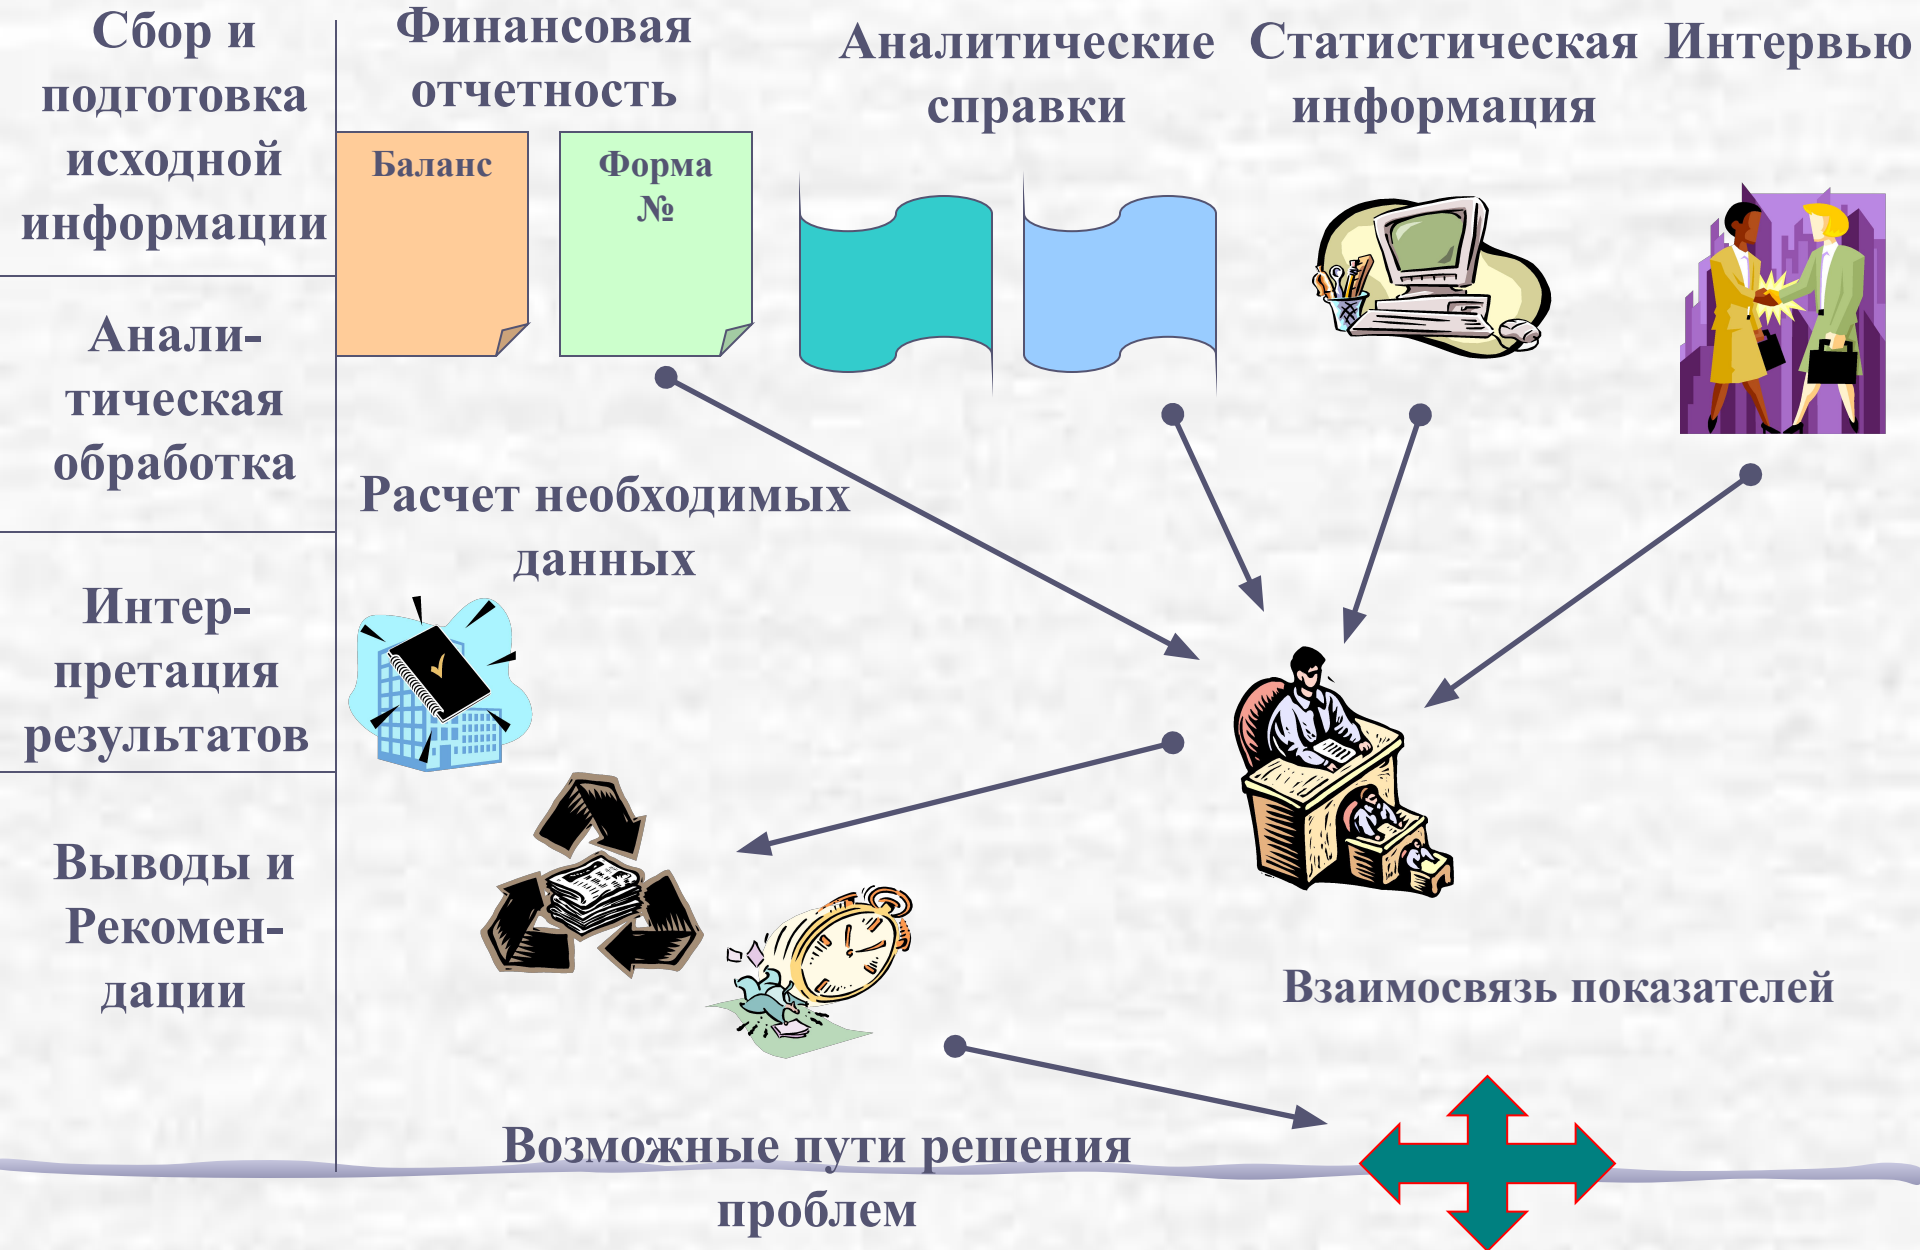 Сбор и
подготовка
исходной
информации
Финансовая
отчетность
Аналитические
справки
Статистическая
информация
Интервью
Баланс
Форма
№
Анали-
тическая
обработка
Расчет необходимых
данных
Интер-
претация
результатов
Выводы и
Рекомен-
дации
Взаимосвязь показателей
Возможные пути решения
проблем